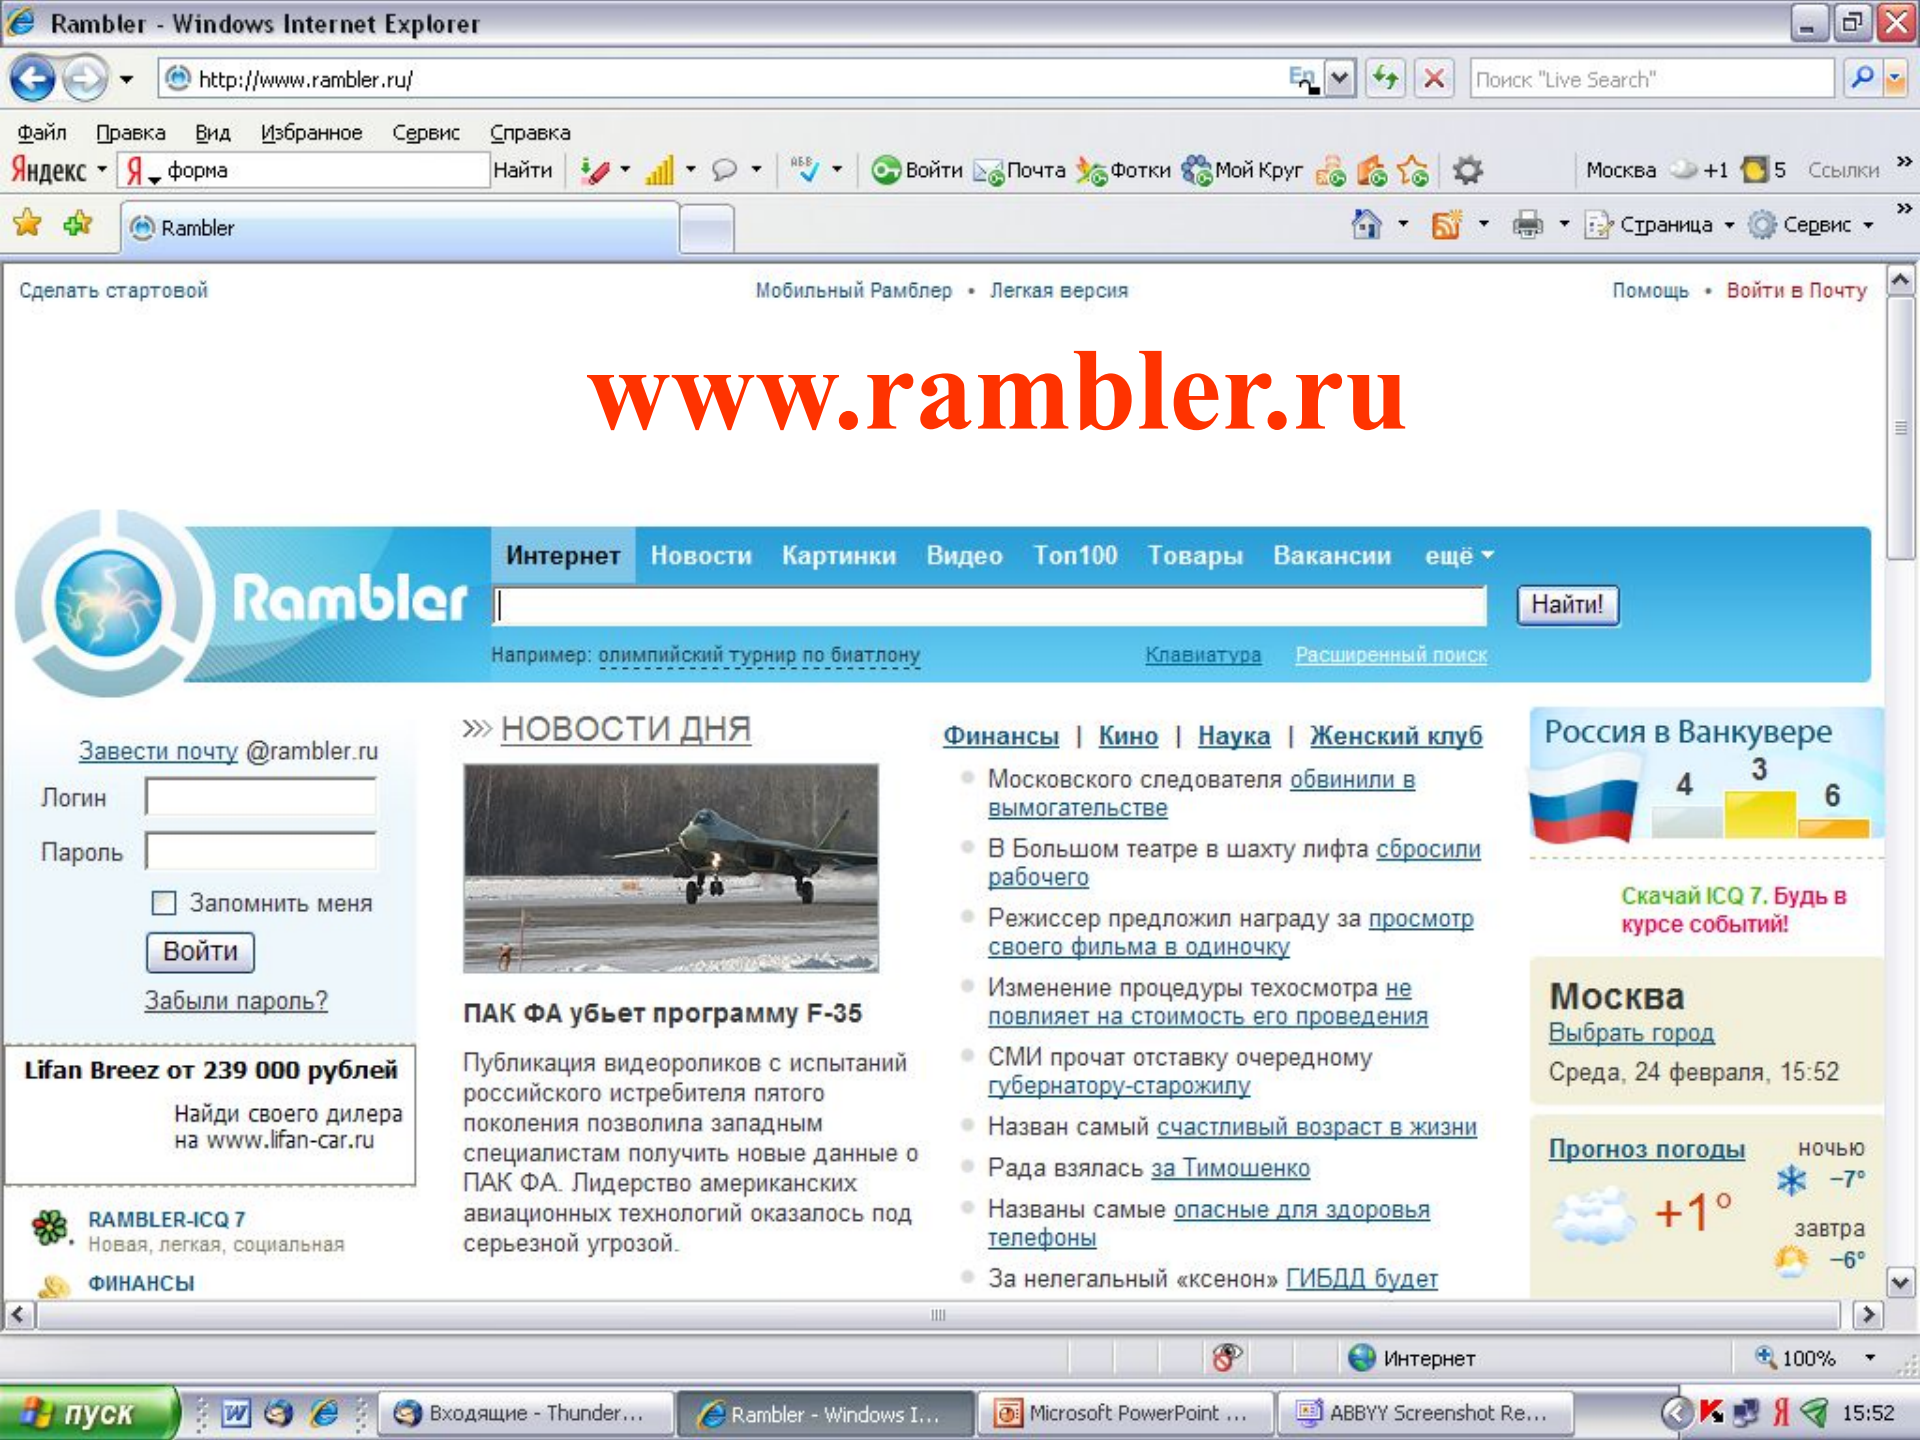 Rambler - Windows Internet Explorer
http://www.rambler.ru/
En
Поиск "Live Search"
Файл Правка Вид Избранное Сервис Справка
Яндекс Я форма Найти Войти Почта Фотки Мой Круг Москва +1 5 Ссылки »
Rambler
Страница Сервис »
Сделать стартовой
Мобильный Рамблер • Легкая версия
Помощь • Войти в Почту
www.rambler.ru
Rambler
Интернет Новости Картинки Видео Топ100 Товары Вакансии ещё
Найти!
Например: олимпийский турнир по биатлону
Клавиатура Расширенный поиск
Завести почту @rambler.ru
Логин
Пароль
Запомнить меня
Войти
Забыли пароль?
Lifan Breez от 239 000 рублей
Найди своего дилера
на www.lifan-car.ru
RAMBLER-ICQ 7
Новая, легкая, социальная
ФИНАНСЫ
»» НОВОСТИ ДНЯ
ПАК ФА убьет программу F-35
Публикация видеороликов с испытаний
российского истребителя пятого
поколения позволила западным
специалистам получить новые данные о
ПАК ФА. Лидерство американских
авиационных технологий оказалось под
серьезной угрозой.
Финансы | Кино | Наука | Женский клуб
Московского следователя обвинили в
вымогательстве
В Большом театре в шахту лифта сбросили
рабочего
Режиссер предложил награду за просмотр
своего фильма в одиночку
Изменение процедуры техосмотра не
повлияет на стоимость его проведения
СМИ прочат отставку очередному
губернатору-старожилу
Назван самый счастливый возраст в жизни
Рада взялась за Тимошенко
Названы самые опасные для здоровья
телефоны
За нелегальный «ксенон» ГИБДД будет
Россия в Ванкувере
4 3 6
Скачай ICQ 7. Будь в
курсе событий!
Москва
Выбрать город
Среда, 24 февраля, 15:52
Прогноз погоды
+1°
ночью
−7°
завтра
−6°
Интернет
100%
пуск
Входящие - Thunder...
Rambler - Windows I...
Microsoft PowerPoint ...
ABBYY Screenshot Re...
15:52